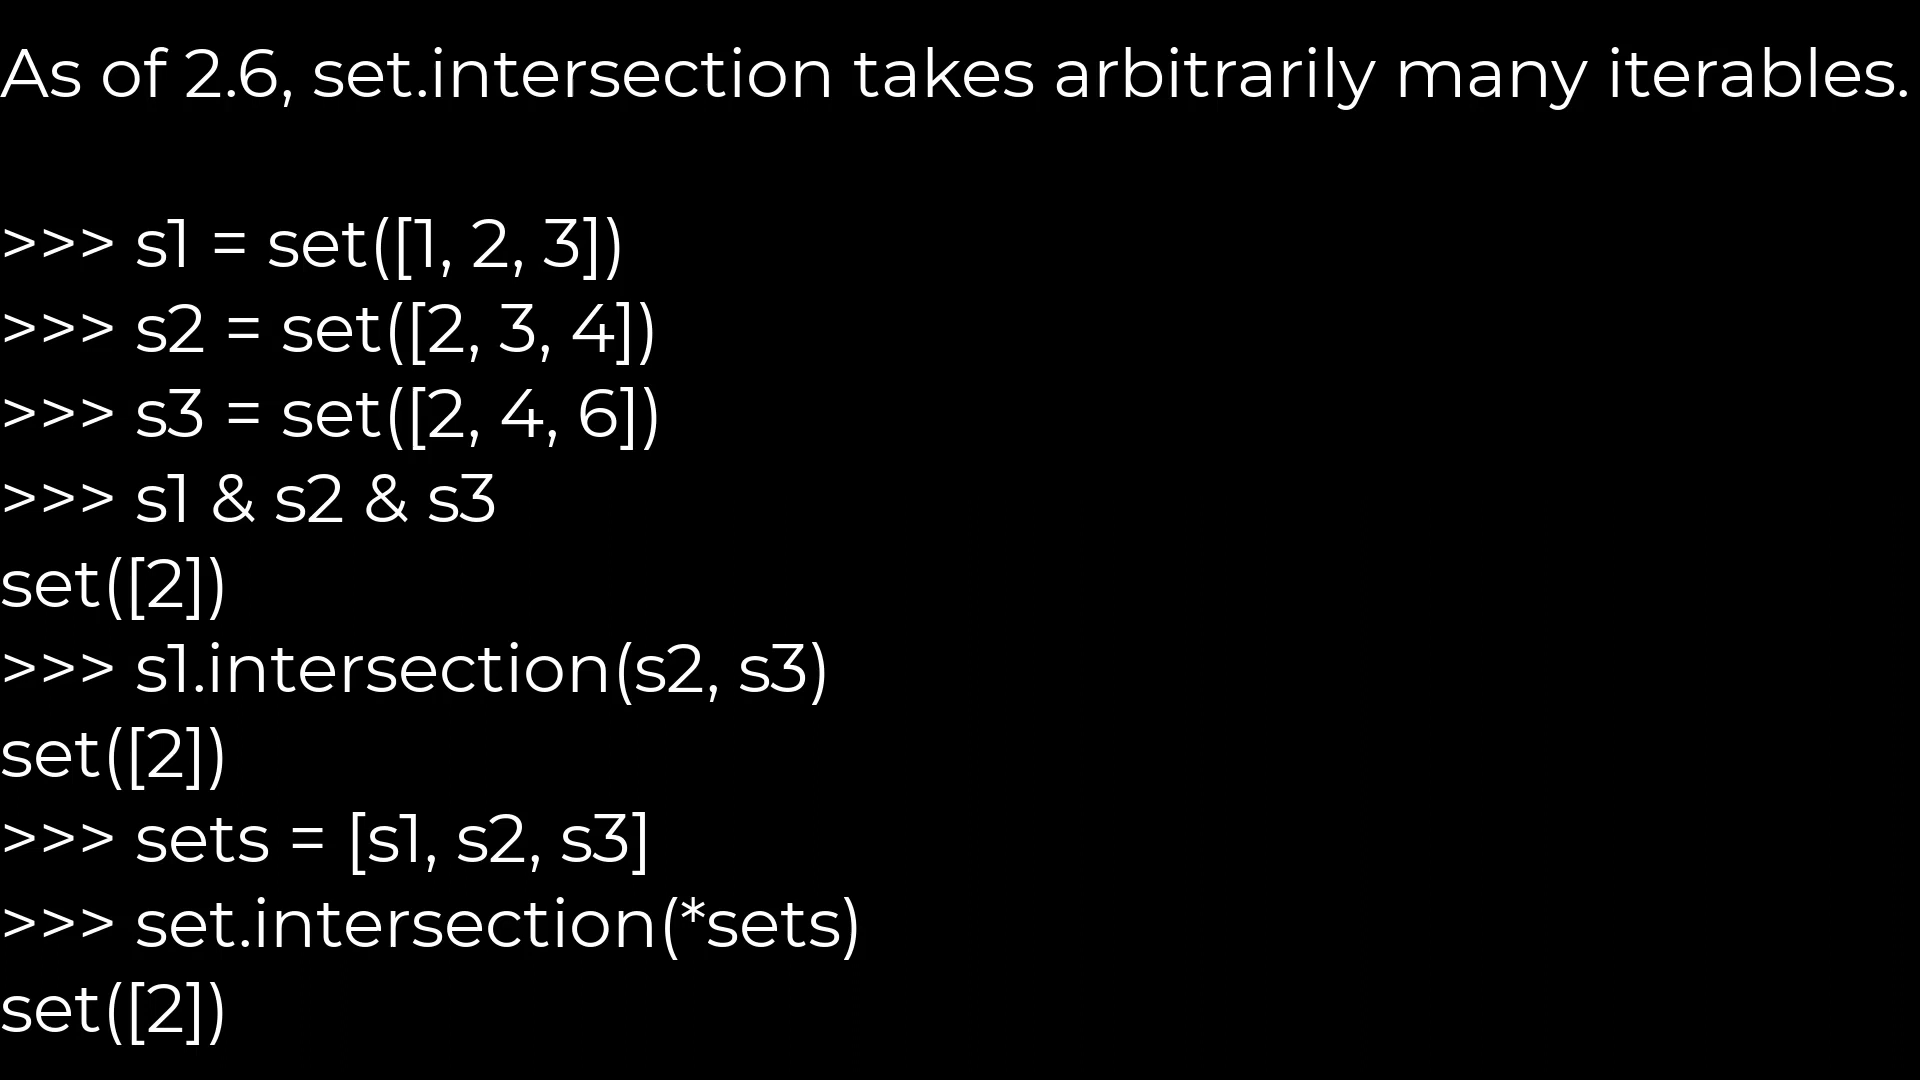 As of 2.6, set.intersection takes arbitrarily many iterables.
>>> s1 = set([1, 2, 3])
>>> s2 = set([2, 3, 4])
>>> s3 = set([2, 4, 6])
>>> s1 & s2 & s3
set([2])
>>> s1.intersection(s2, s3)
set([2])
>>> sets = [s1, s2, s3]
>>> set.intersection(*sets)
set([2])